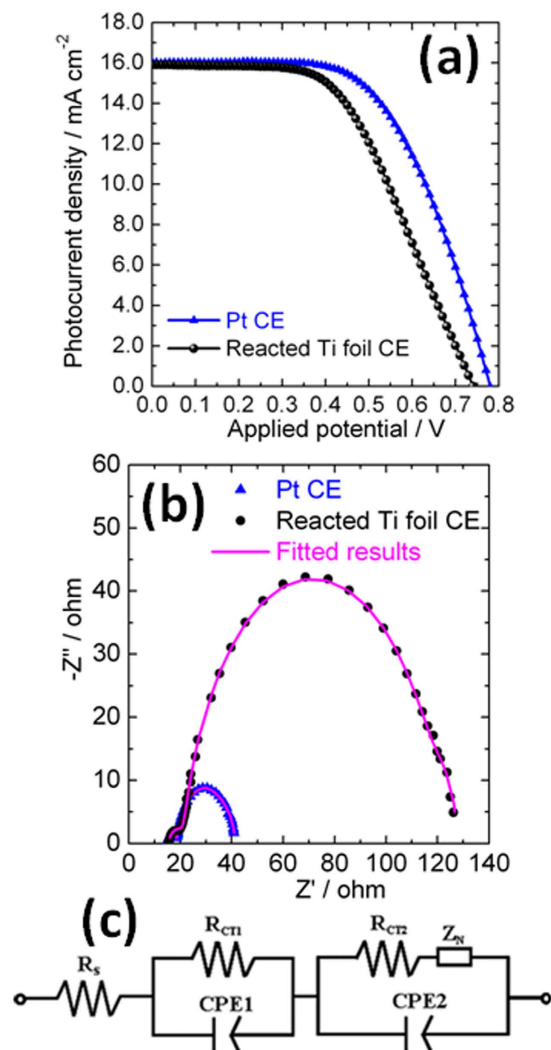 (a)
18.0
16.0
14.0
12.0
10.0
8.0
6.0
4.0
2.0
0.0
Photocurrent density / mA cm⁻²
Pt CE
Reacted Ti foil CE
0.0 0.1 0.2 0.3 0.4 0.5 0.6 0.7 0.8
Applied potential / V
(b)
60
50
40
30
20
10
0
-Z" / ohm
Pt CE
Reacted Ti foil CE
Fitted results
0 20 40 60 80 100 120 140
Z' / ohm
(c)
R_S
R_CT1
CPE1
R_CT2
Z_N
CPE2